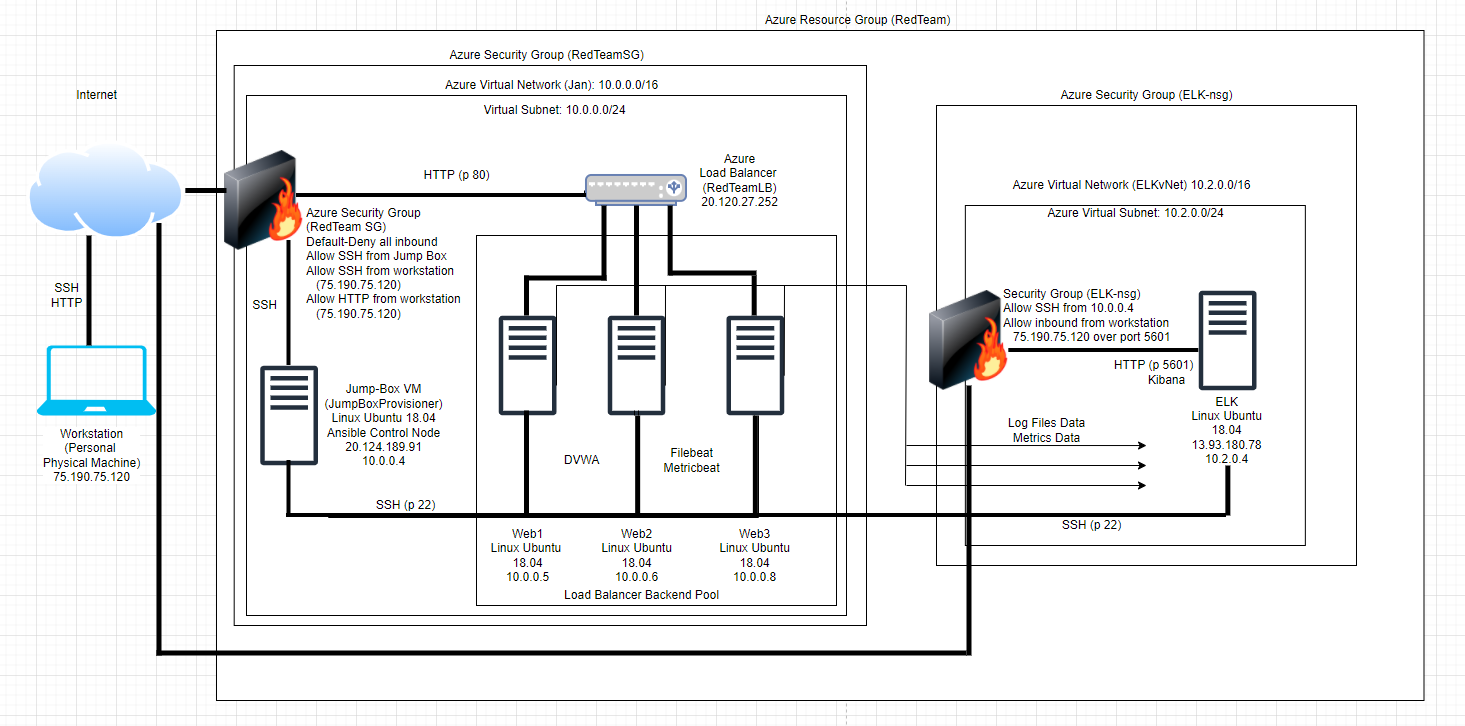 Azure Resource Group (RedTeam)
Azure Security Group (RedTeamSG)
Azure Virtual Network (Jan): 10.0.0.0/16
Virtual Subnet: 10.0.0.0/24
Internet
SSH
HTTP
Workstation
(Personal
Physical Machine)
75.190.75.120
HTTP (p 80)
Azure
Load Balancer
(RedTeamLB)
20.120.27.252
Azure Security Group
(RedTeam SG)
Default-Deny all inbound
Allow SSH from Jump Box
Allow SSH from workstation
(75.190.75.120)
Allow HTTP from workstation
(75.190.75.120)
SSH
Jump-Box VM
(JumpBoxProvisioner)
Linux Ubuntu 18.04
Ansible Control Node
20.124.189.91
10.0.0.4
SSH (p 22)
DVWA
Filebeat
Metricbeat
Web1
Linux Ubuntu
18.04
10.0.0.5
Web2
Linux Ubuntu
18.04
10.0.0.6
Web3
Linux Ubuntu
18.04
10.0.0.8
Load Balancer Backend Pool
Azure Security Group (ELK-nsg)
Azure Virtual Network (ELKvNet) 10.2.0.0/16
Azure Virtual Subnet: 10.2.0.0/24
Security Group (ELK-nsg)
Allow SSH from 10.0.0.4
Allow inbound from workstation
75.190.75.120 over port 5601
HTTP (p 5601)
Kibana
ELK
Linux Ubuntu
18.04
13.93.180.78
10.2.0.4
Log Files Data
Metrics Data
SSH (p 22)